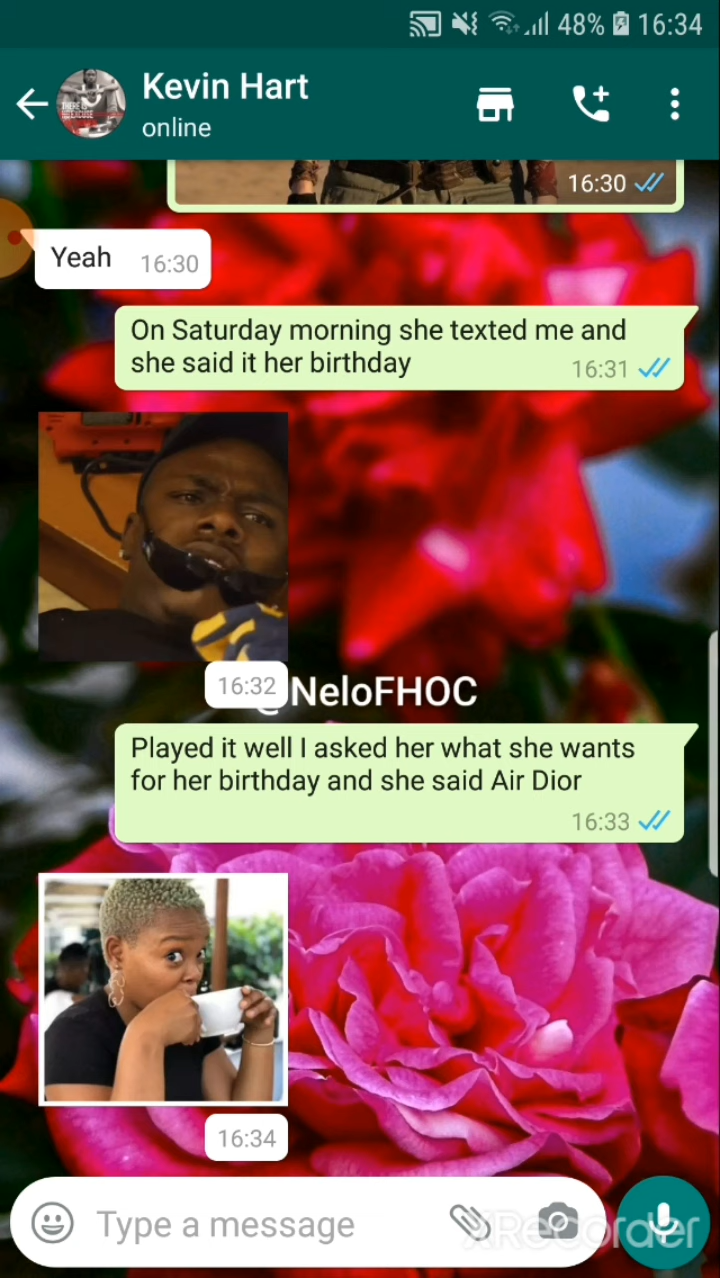 48% 16:34
Kevin Hart
online
16:30
Yeah 16:30
On Saturday morning she texted me and
she said it her birthday
16:31
16:32
@NeloFHOC
Played it well I asked her what she wants
for her birthday and she said Air Dior
16:33
16:34
Type a message
XRecorder